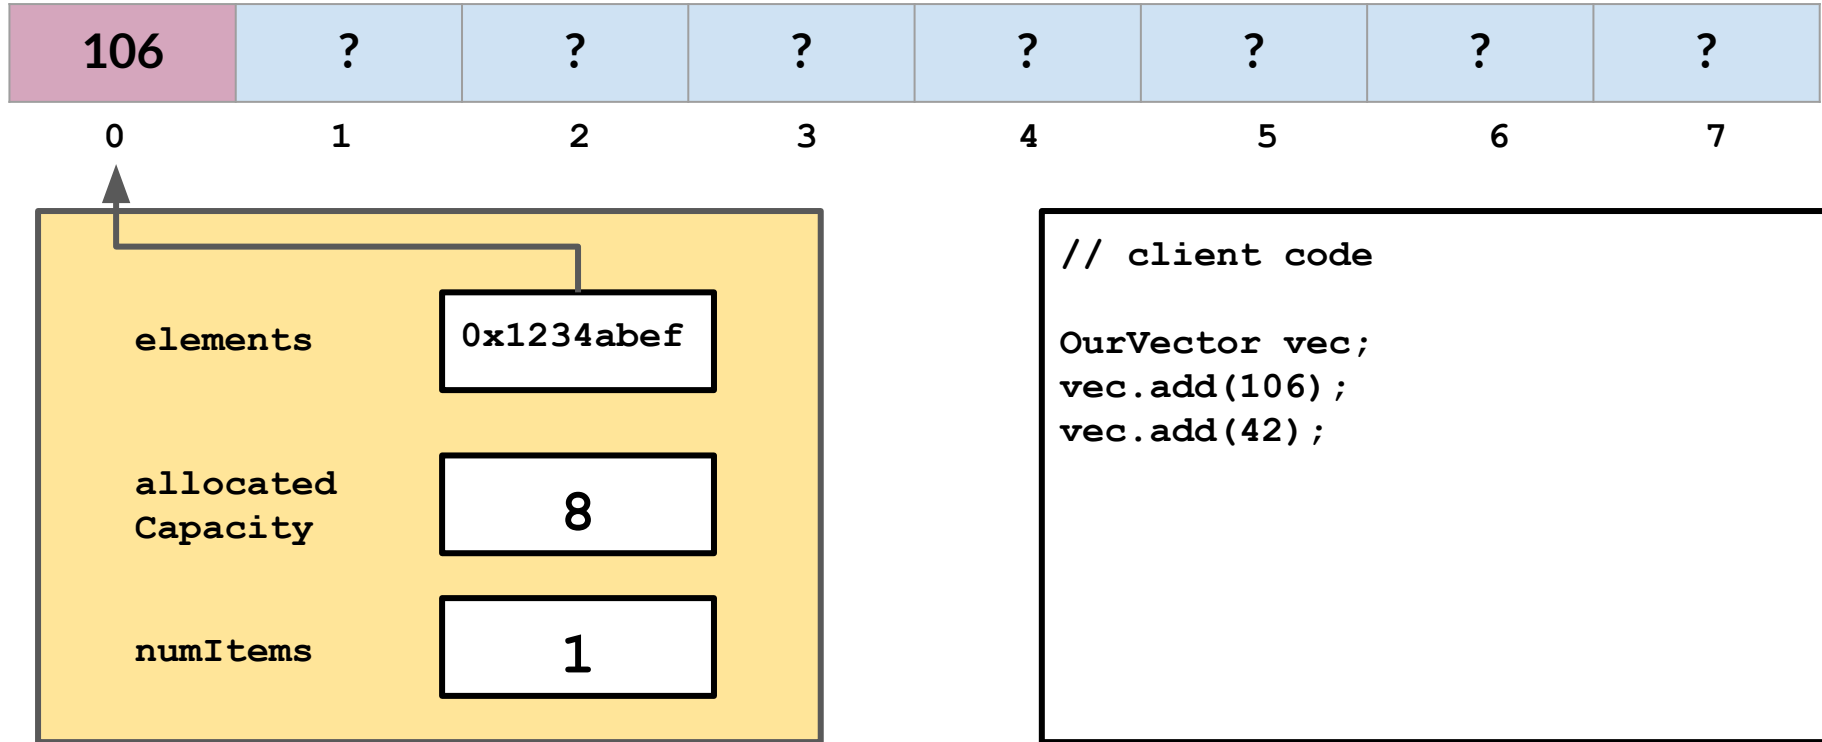 106 ? ? ? ? ? ? ?
0 1 2 3 4 5 6 7
elements 0x1234abef
allocated
Capacity 8
numItems 1
// client code
OurVector vec;
vec.add(106);
vec.add(42);